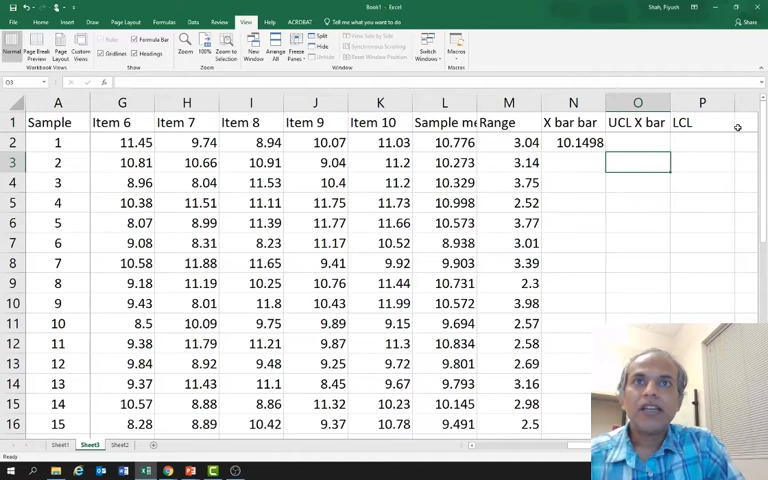 Book1 - Excel
Shah, Piyush
File Home Insert Draw Page Layout Formulas Data Review View Help ACROBAT Tell me what you want to do Share
Normal Page Break Preview Page Layout Custom Views
Formula Bar
Gridlines Headings
Zoom 100% Zoom to Selection
New Window Arrange All Freeze Panes
Split
Hide
View Side by Side
Synchronous Scrolling
Reset Window Position
Switch Windows
Macros
Workbook Views Show Zoom Window Macros
O3 fx
A G H I J K L M N O P
1 Sample Item 6 Item 7 Item 8 Item 9 Item 10 Sample me Range X bar bar UCL X bar LCL
2 1 11.45 9.74 8.94 10.07 11.03 10.776 3.04 10.1498
3 2 10.81 10.66 10.91 9.04 11.2 10.273 3.14
4 3 8.96 8.04 11.53 10.4 11.2 10.329 3.75
5 4 10.38 11.51 11.11 11.75 11.73 10.998 2.52
6 5 8.07 8.99 11.39 11.77 11.66 10.573 3.77
7 6 9.08 8.31 8.23 11.17 10.52 8.938 3.01
8 7 10.58 11.88 11.65 9.41 9.92 9.903 3.39
9 8 9.18 11.19 10.25 10.76 11.44 10.731 2.3
10 9 9.43 8.01 11.8 10.43 11.99 10.572 3.98
11 10 8.5 10.09 9.75 9.89 9.15 9.694 2.57
12 11 9.38 11.79 11.21 9.87 11.3 10.834 2.58
13 12 9.84 8.92 9.48 9.25 9.72 9.801 2.69
14 13 9.37 11.43 11.1 8.45 9.67 9.793 3.16
15 14 10.57 8.88 8.86 11.32 10.23 10.145 2.98
16 15 8.28 8.89 10.42 9.37 10.78 9.491 2.5
Sheet1 Sheet3 Sheet2